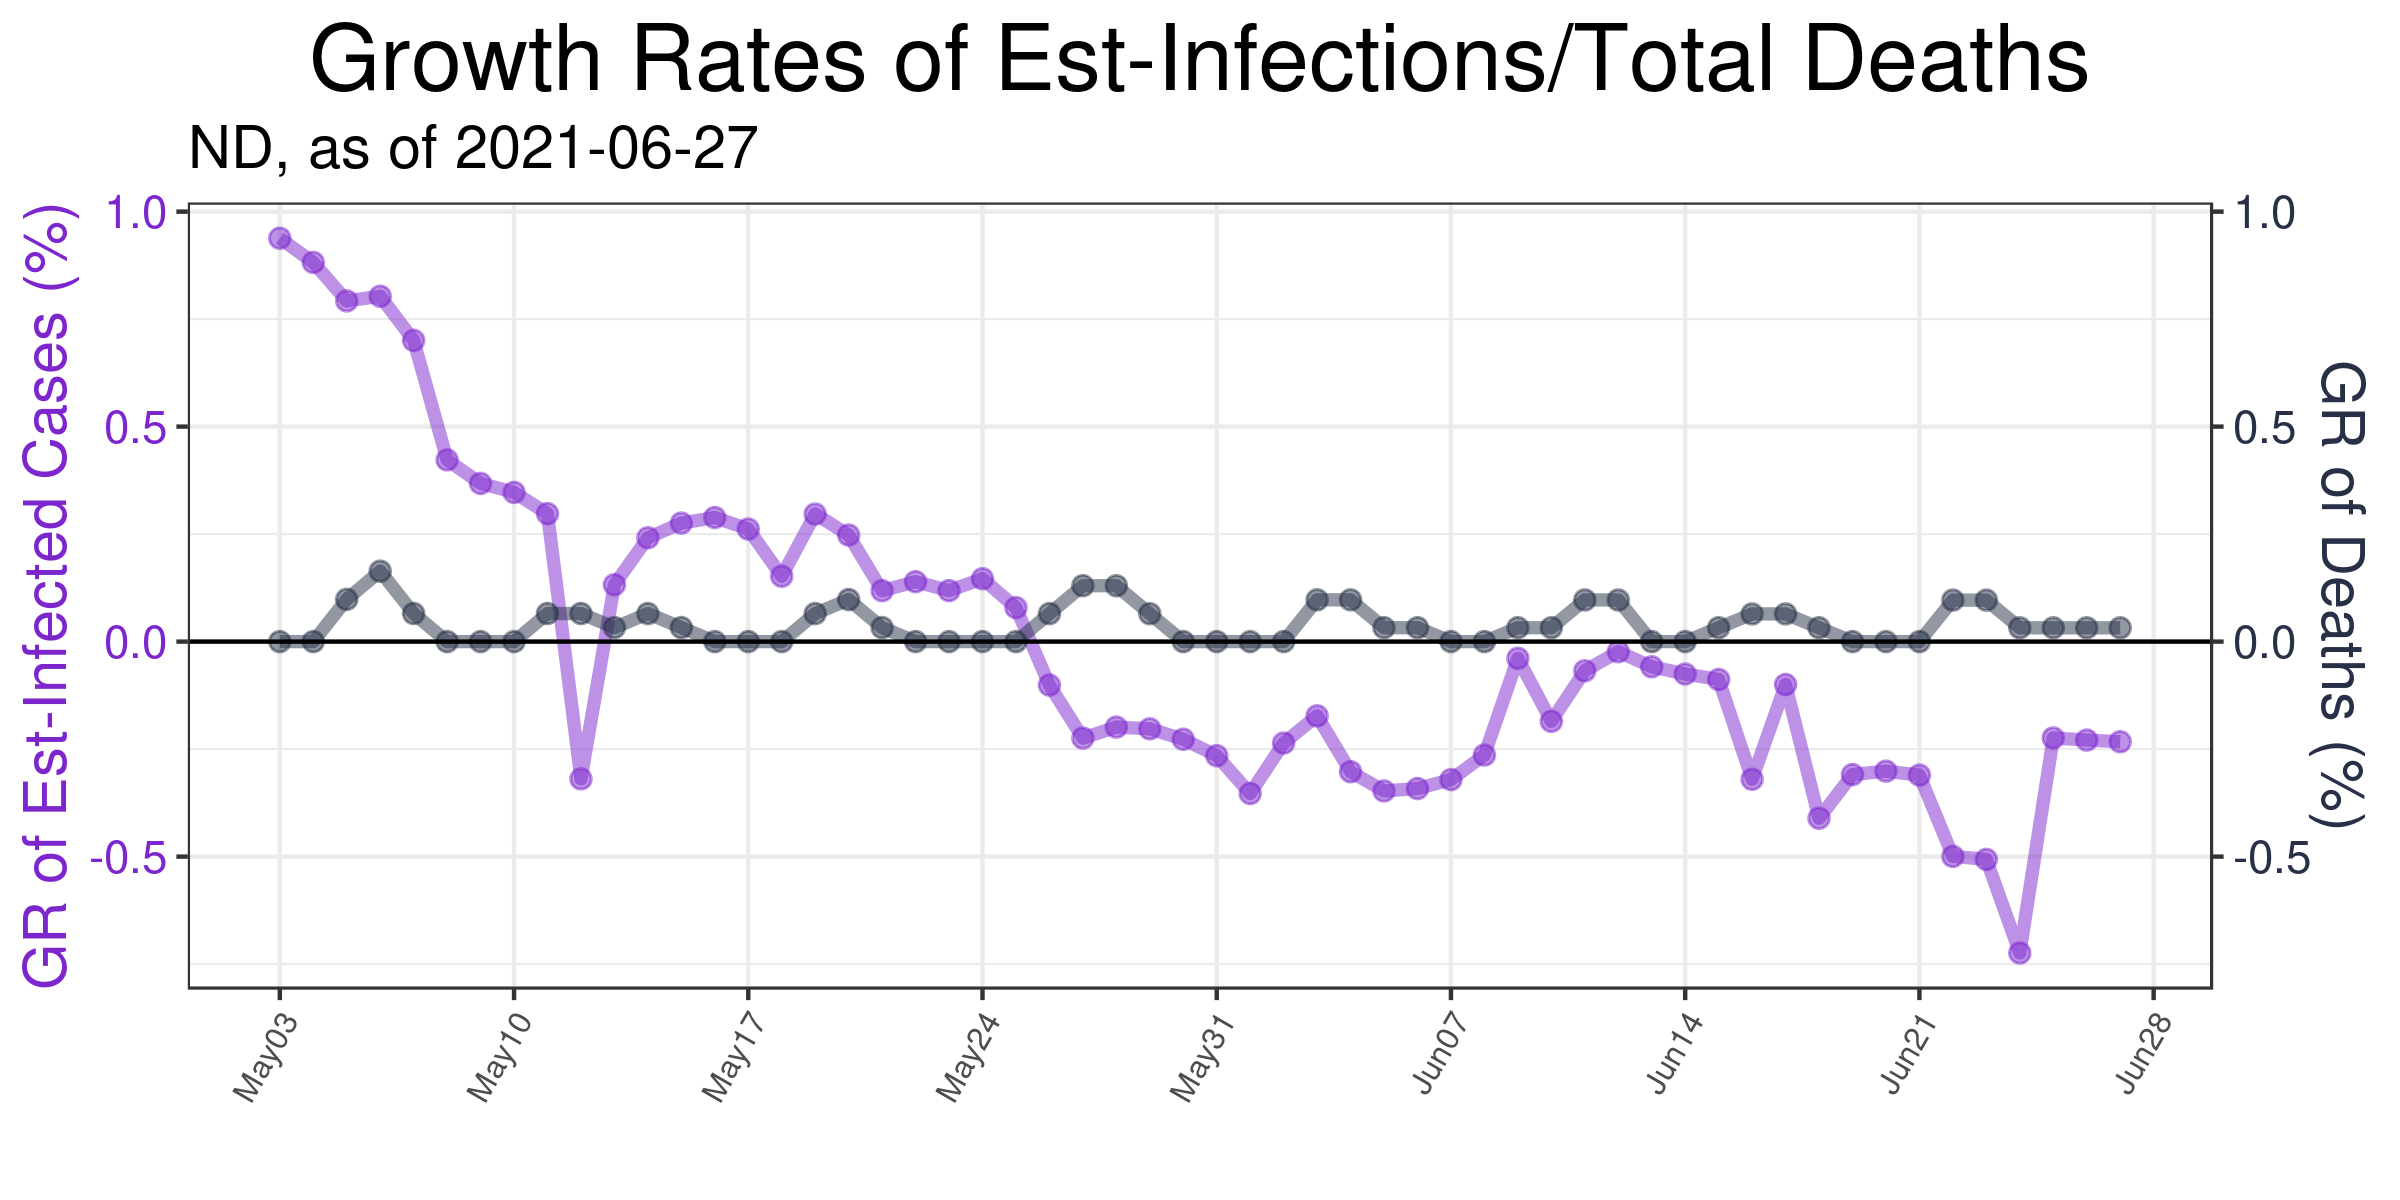 Growth Rates of Est-Infections/Total Deaths
ND, as of 2021-06-27
GR of Est-Infected Cases (%)
1.0
0.5
0.0
-0.5
1.0
0.5
0.0
-0.5
GR of Deaths (%)
May03
May10
May17
May24
May31
Jun07
Jun14
Jun21
Jun28